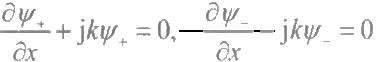 ∂ψ₊/∂x + jkψ₊ = 0, ∂ψ₋/∂x − jkψ₋ = 0